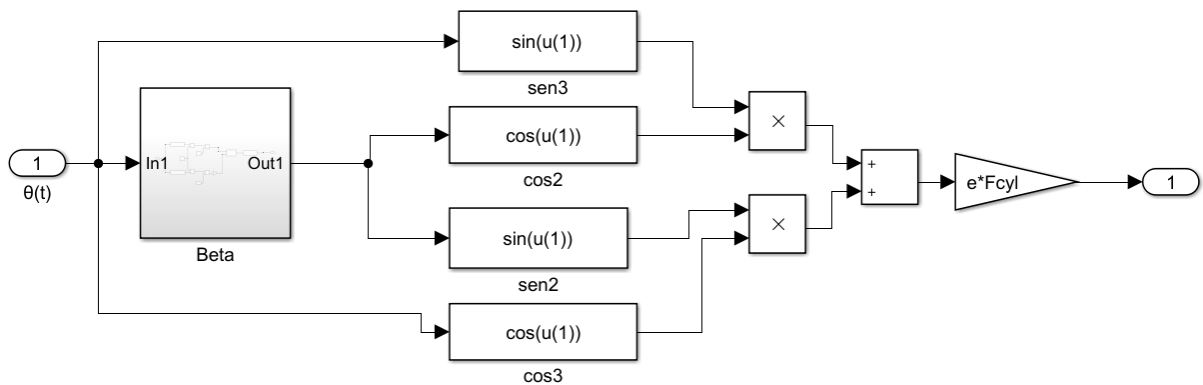 sin(u(1))
sen3
cos(u(1))
cos2
×
1
θ(t)
In1
Out1
Beta
+
+
e*Fcyl
1
sin(u(1))
sen2
×
cos(u(1))
cos3